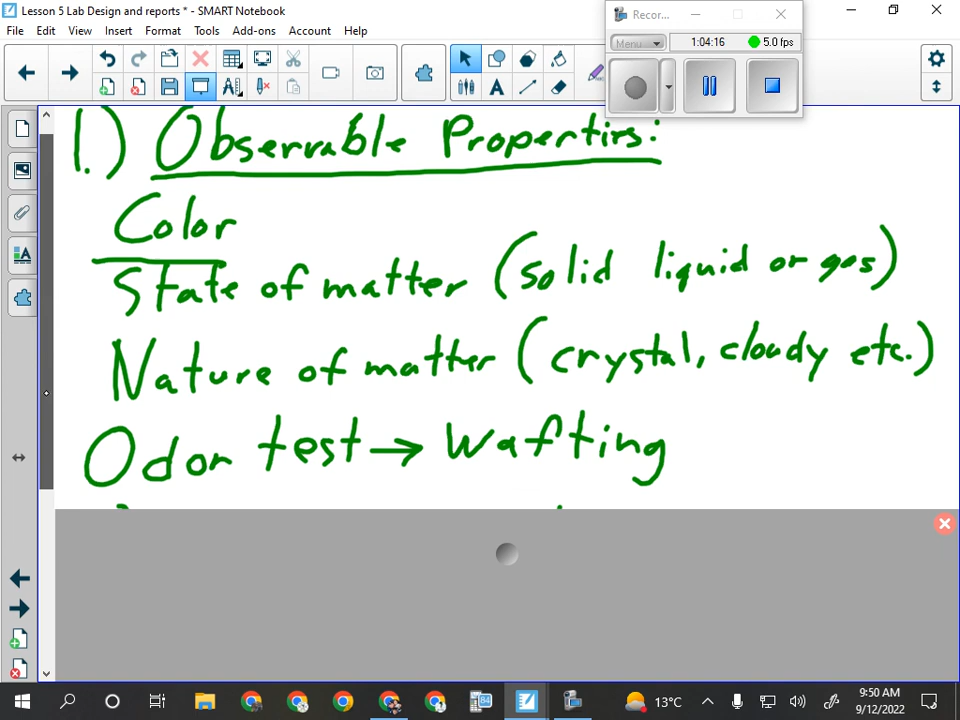 Lesson 5 Lab Design and reports * - SMART Notebook
Recor...
File Edit View Insert Format Tools Add-ons Account Help
Menu 1:04:16 5.0 fps
1.) Observable Propertirs:
Color
State of matter (solid liquid or gas)
Nature of matter (crystal, cloudy etc.)
Odor test → Wafting
13°C
9:50 AM
9/12/2022